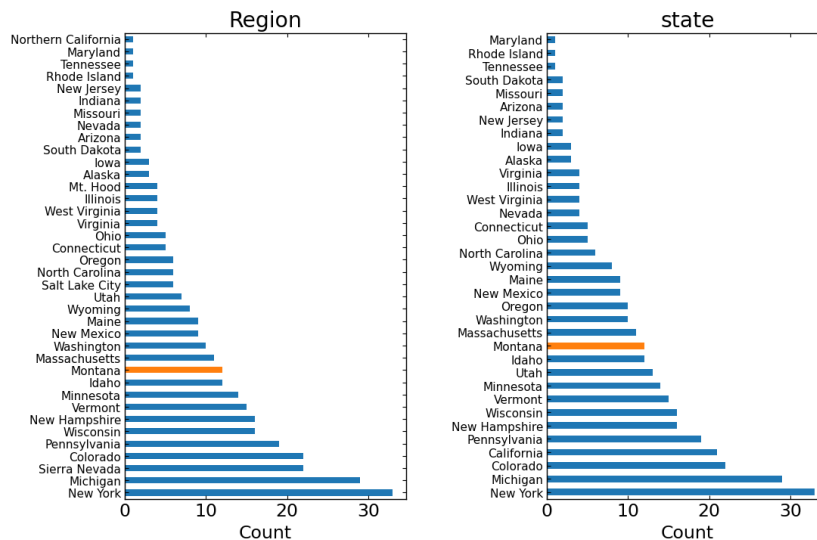 Region
Northern California
Maryland
Tennessee
Rhode Island
New Jersey
Indiana
Missouri
Nevada
Arizona
South Dakota
Iowa
Alaska
Mt. Hood
Illinois
West Virginia
Virginia
Ohio
Connecticut
Oregon
North Carolina
Salt Lake City
Utah
Wyoming
Maine
New Mexico
Washington
Massachusetts
Montana
Idaho
Minnesota
Vermont
New Hampshire
Wisconsin
Pennsylvania
Colorado
Sierra Nevada
Michigan
New York
0 10 20 30
Count
state
Maryland
Rhode Island
Tennessee
South Dakota
Missouri
Arizona
New Jersey
Indiana
Iowa
Alaska
Virginia
Illinois
West Virginia
Nevada
Connecticut
Ohio
North Carolina
Wyoming
Maine
New Mexico
Oregon
Washington
Massachusetts
Montana
Idaho
Utah
Minnesota
Vermont
Wisconsin
New Hampshire
Pennsylvania
California
Colorado
Michigan
New York
0 10 20 30
Count